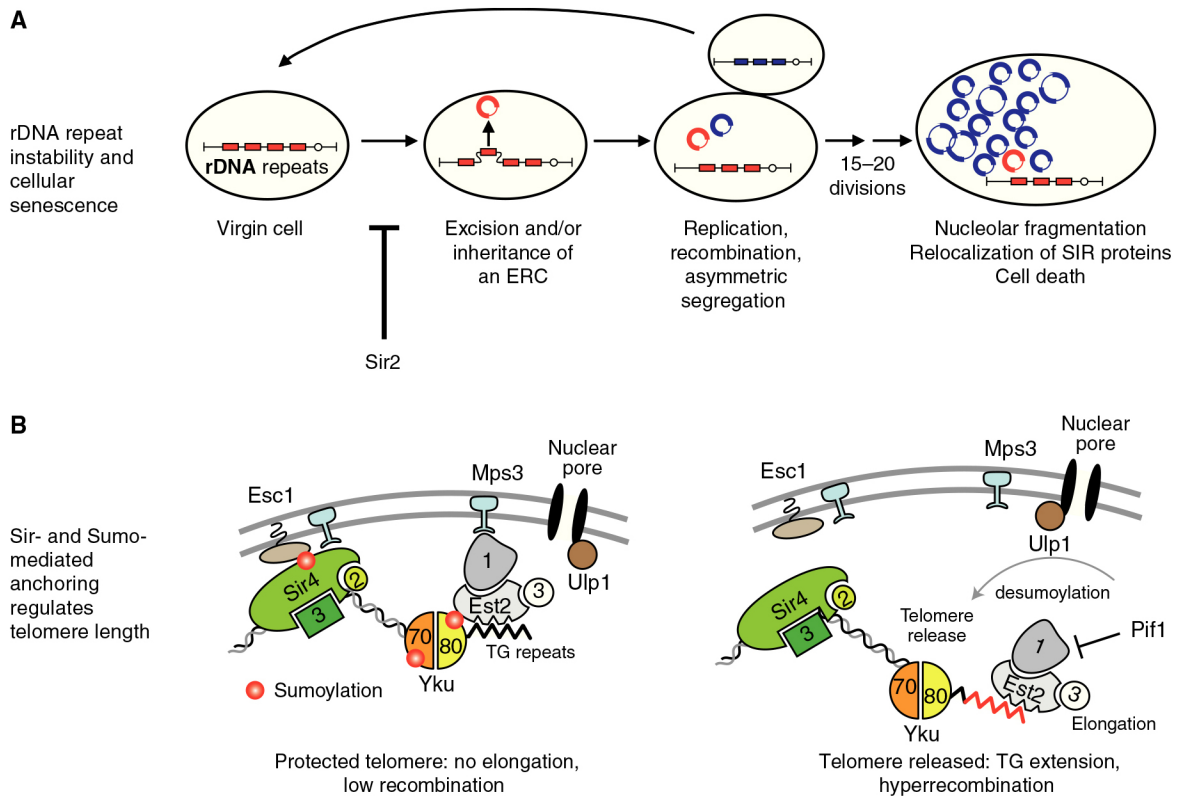 A
rDNA repeat
instability and
cellular
senescence
rDNA repeats
Virgin cell
Excision and/or
inheritance of
an ERC
Replication,
recombination,
asymmetric
segregation
15–20
divisions
Nucleolar fragmentation
Relocalization of SIR proteins
Cell death
Sir2
B
Sir- and Sumo-
mediated
anchoring
regulates
telomere length
Esc1
Mps3
Nuclear
pore
Ulp1
Sir4
2
3
1
Est2
3
70
80
Yku
TG repeats
Sumoylation
Protected telomere: no elongation,
low recombination
Esc1
Mps3
Nuclear
pore
Ulp1
desumoylation
Telomere
release
Sir4
2
3
1
Pif1
Est2
3
Elongation
70
80
Yku
Telomere released: TG extension,
hyperrecombination